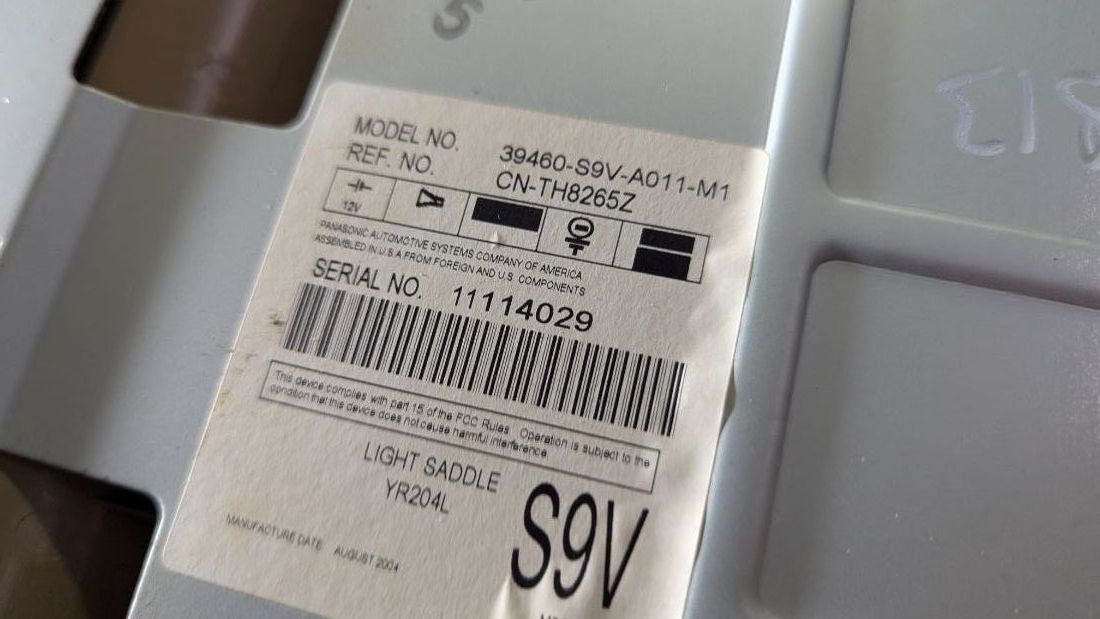 5
E18
MODEL NO. 39460-S9V-A011-M1
REF. NO. CN-TH8265Z
12V
PANASONIC AUTOMOTIVE SYSTEMS COMPANY OF AMERICA
ASSEMBLED IN U.S.A FROM FOREIGN AND U.S. COMPONENTS
SERIAL NO. 11114029
This device complies with part 15 of the FCC Rules. Operation is subject to the
condition that this device does not cause harmful interference.
LIGHT SADDLE
YR204L
S9V
MANUFACTURE DATE AUGUST 2004